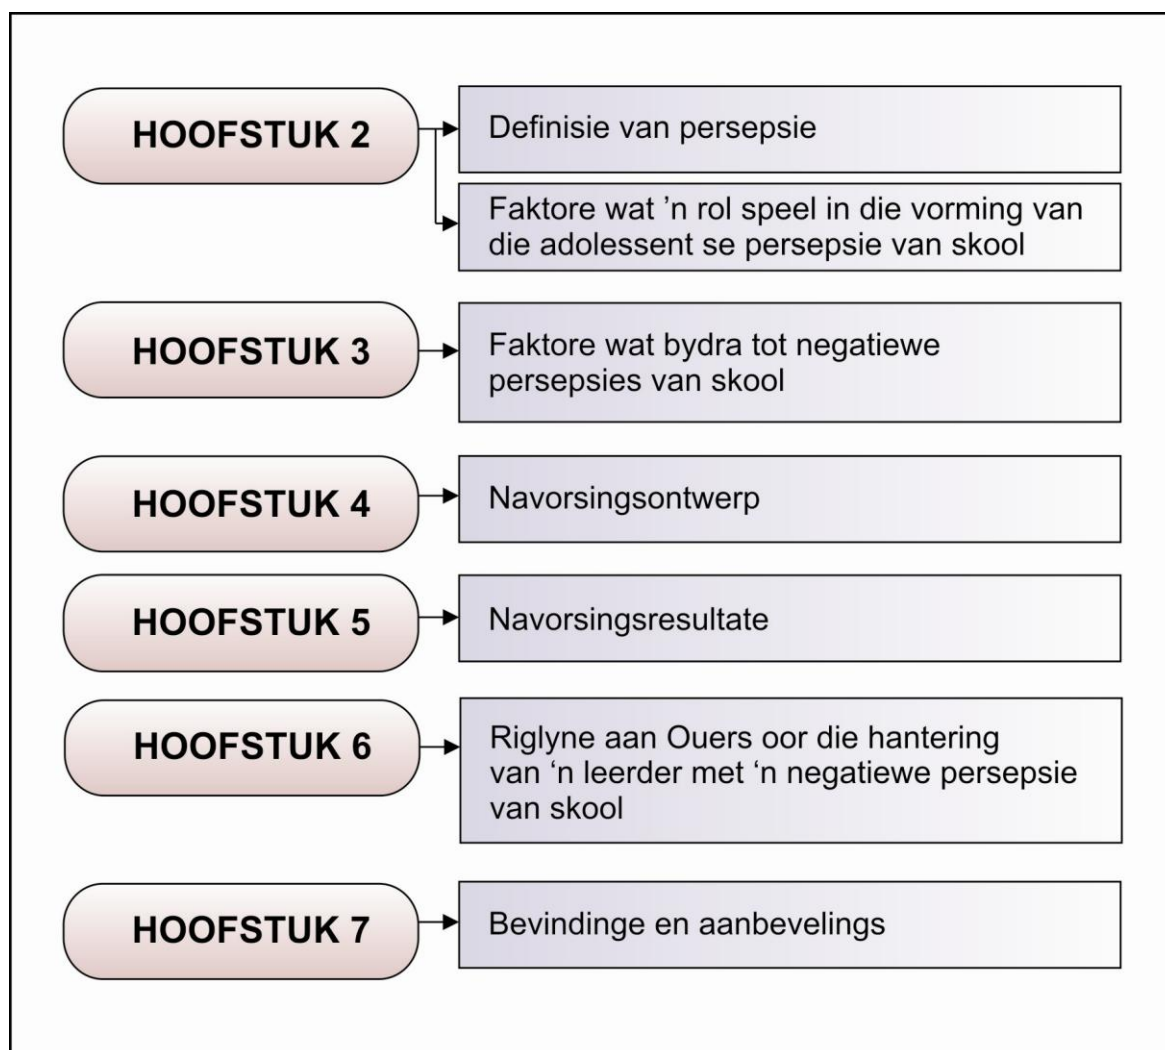 HOOFSTUK 2
Definisie van persepsie
Faktore wat ’n rol speel in die vorming van
die adolessent se persepsie van skool
HOOFSTUK 3
Faktore wat bydra tot negatiewe
persepsies van skool
HOOFSTUK 4
Navorsingsontwerp
HOOFSTUK 5
Navorsingsresultate
HOOFSTUK 6
Riglyne aan Ouers oor die hantering
van ‘n leerder met ‘n negatiewe persepsie
van skool
HOOFSTUK 7
Bevindinge en aanbevelings